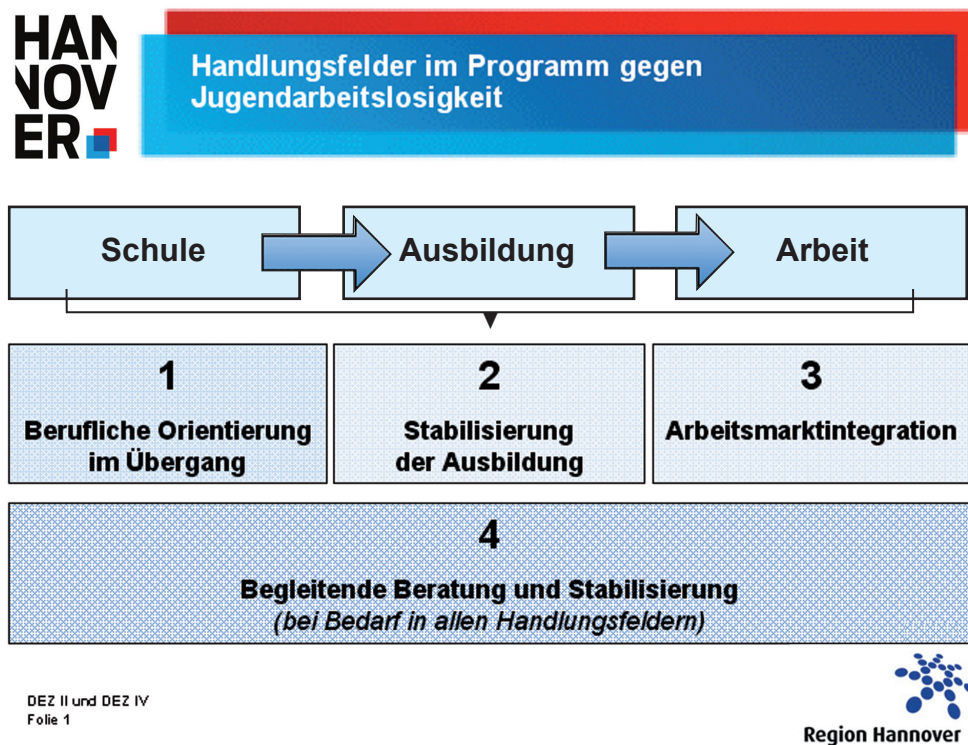 HAN
NOV
ER
Handlungsfelder im Programm gegen
Jugendarbeitslosigkeit
Schule
Ausbildung
Arbeit
1
Berufliche Orientierung
im Übergang
2
Stabilisierung
der Ausbildung
3
Arbeitsmarktintegration
4
Begleitende Beratung und Stabilisierung
(bei Bedarf in allen Handlungsfeldern)
DEZ II und DEZ IV
Folie 1
Region Hannover